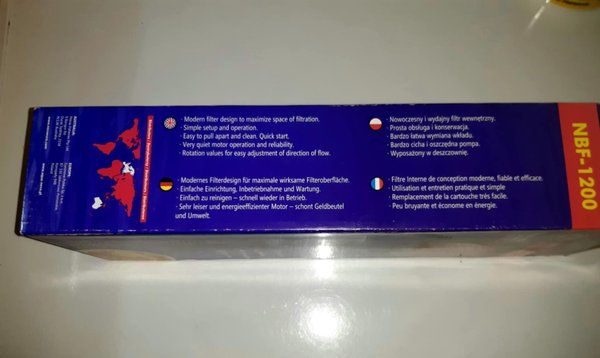 · Modern filter design to maximize space of filtration.
· Simple setup and operation.
· Easy to pull apart and clean. Quick start.
· Very quiet motor operation and reliability.
· Rotation values for easy adjustment of direction of flow.
· Nowoczesny i wydajny filtr wewnętrzny.
· Prosta obsługa i konserwacja.
· Bardzo łatwa wymiana wkładu.
· Bardzo cicha i oszczędna pompa.
· Wyposażony w deszczownię.
· Modernes Filterdesign für maximale wirksame Filteroberfläche.
· Einfache Einrichtung, Inbetriebnahme und Wartung.
· Einfach zu reinigen – schnell wieder in Betrieb.
· Sehr leiser und energieeffizienter Motor – schont Geldbeutel
und Umwelt.
· Filtre Interne de conception moderne, fiable et efficace.
· Utilisation et entretien pratique et simple
· Remplacement de la cartouche très facile.
· Peu bruyante et économe en énergie.
NBF-1200